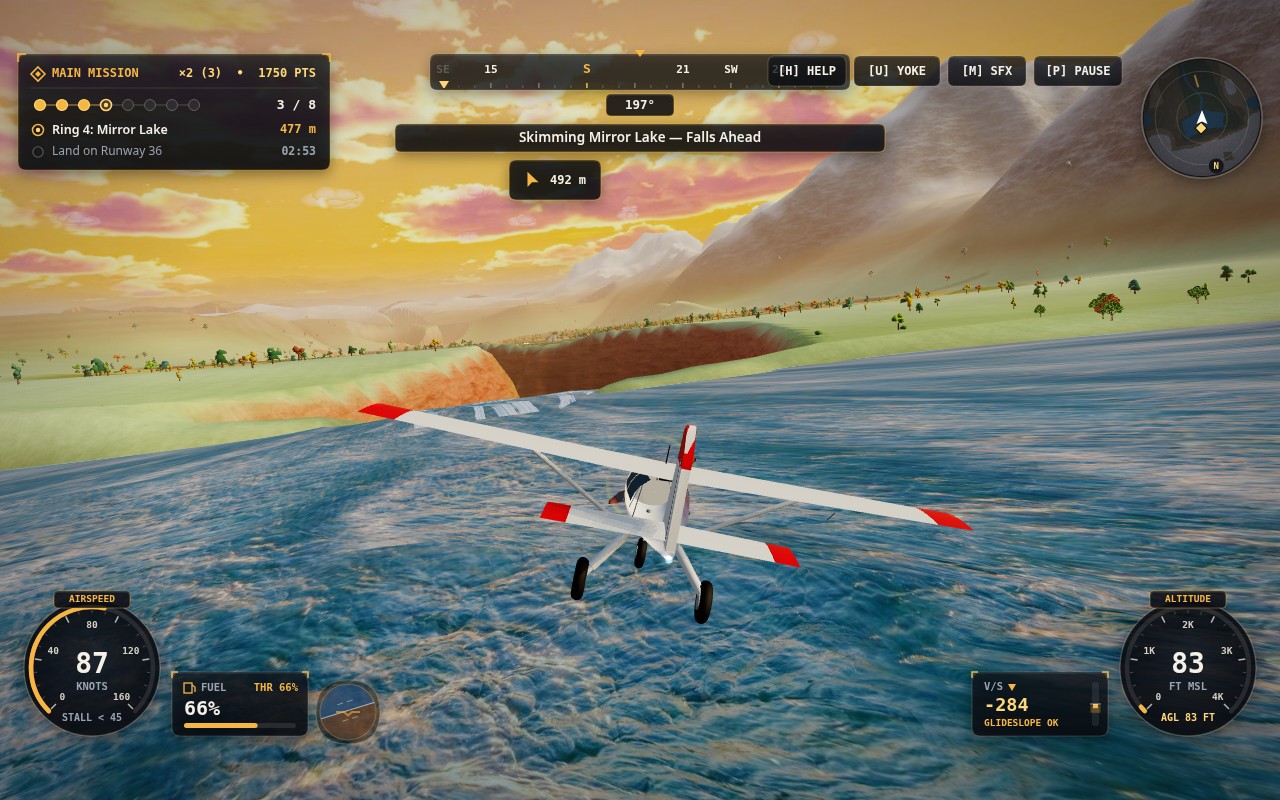 MAIN MISSION ×2 (3) • 1750 PTS
3 / 8
Ring 4: Mirror Lake 477 m
Land on Runway 36 02:53
SE 15 S 21 SW
[H] HELP [U] YOKE [M] SFX [P] PAUSE
197°
Skimming Mirror Lake — Falls Ahead
492 m
N
AIRSPEED
80
40 120
87
KNOTS
0 160
STALL < 45
FUEL THR 66%
66%
V/S ▼
-284
GLIDESLOPE OK
ALTITUDE
2K
1K 3K
83
FT MSL
0 4K
AGL 83 FT